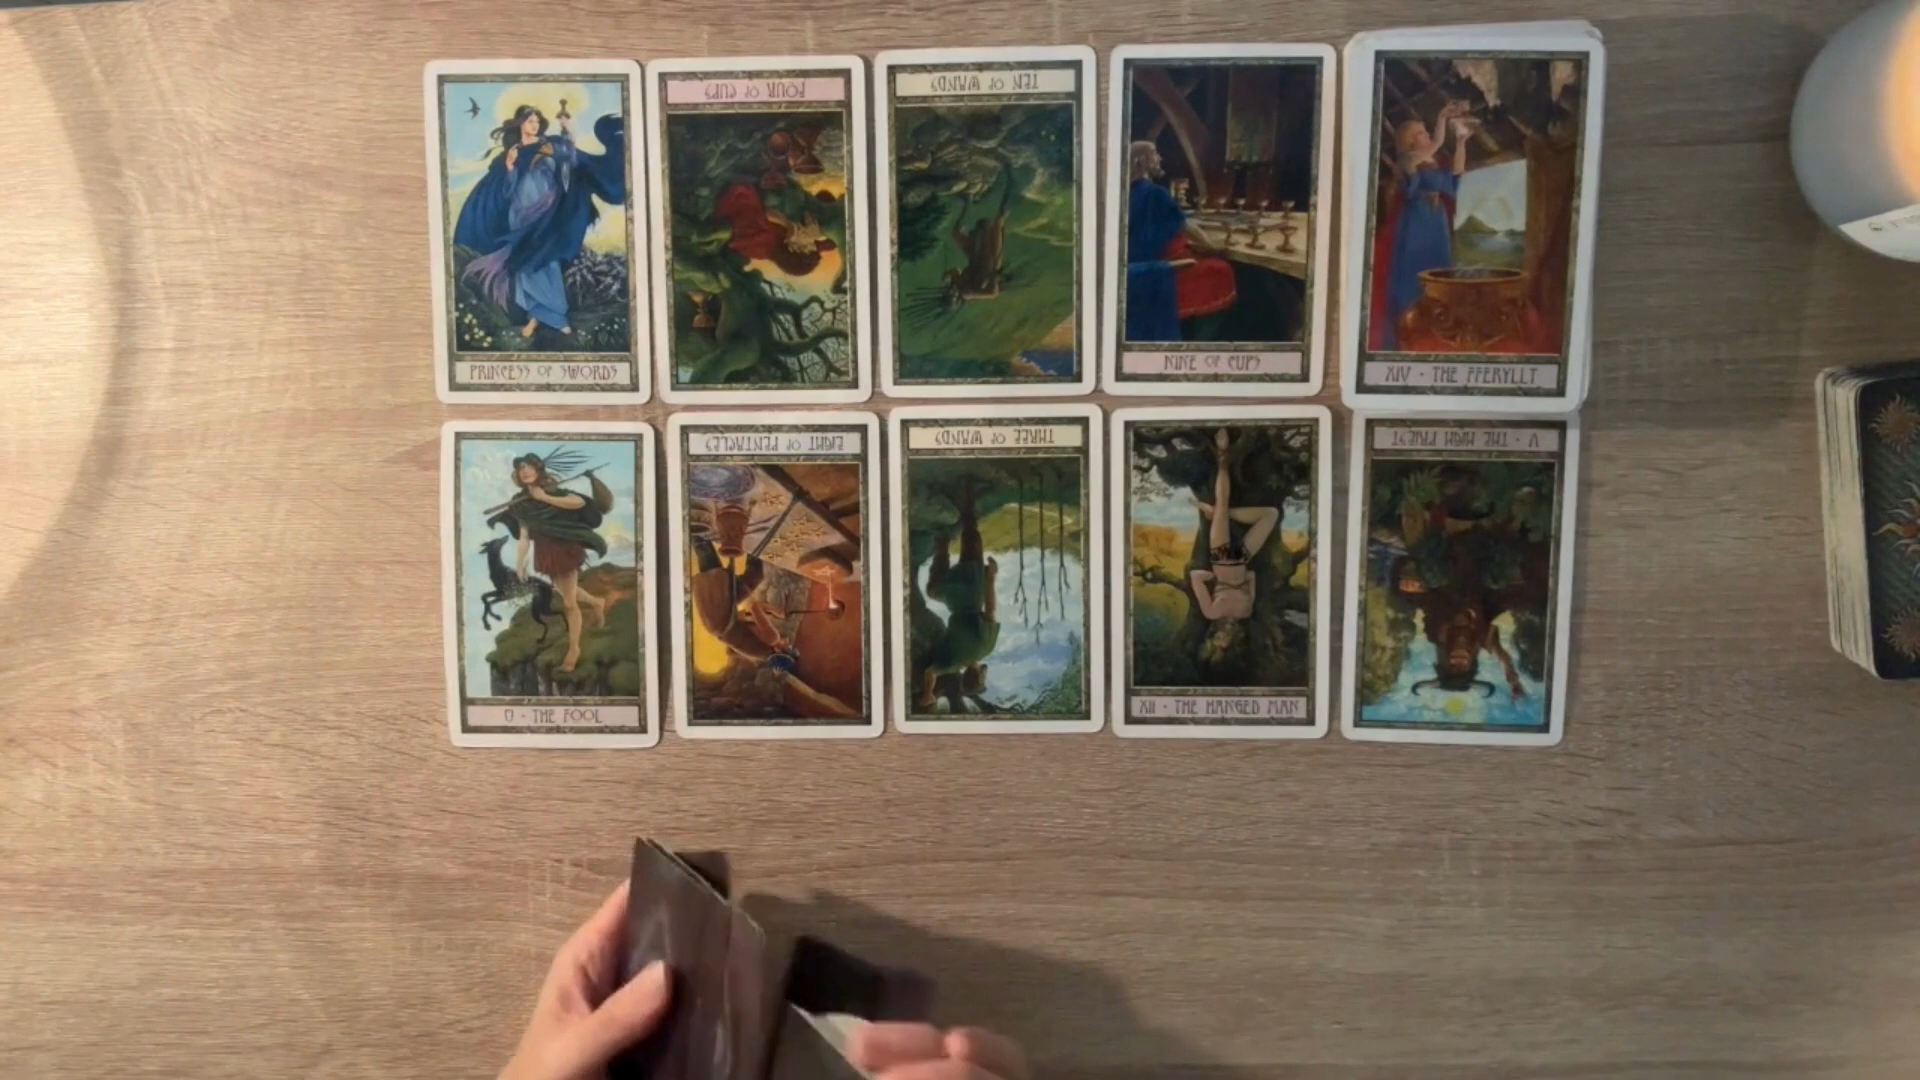 PRINCESS OF SWORDS
FOUR OF CUPS
TEN OF WANDS
NINE OF CUPS
XIV · THE FFERYLLT
0 · THE FOOL
EIGHT OF PENTACLES
THREE OF WANDS
XII · THE HANGED MAN
V · THE HIGH PRIEST